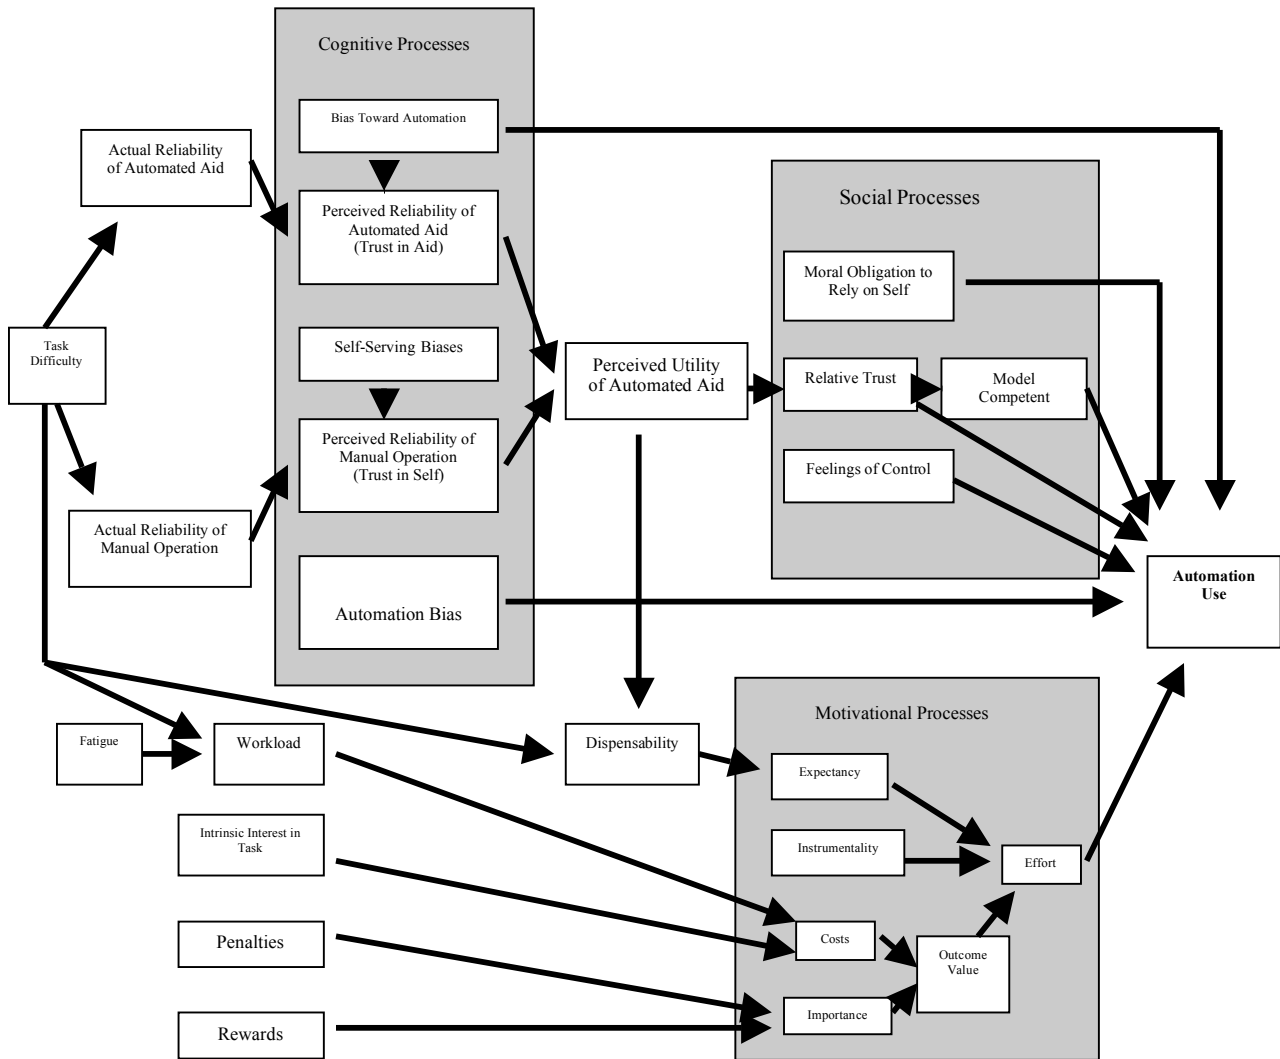 Cognitive Processes
Bias Toward Automation
Actual Reliability
of Automated Aid
Perceived Reliability of
Automated Aid
(Trust in Aid)
Social Processes
Moral Obligation to
Rely on Self
Task
Difficulty
Self-Serving Biases
Perceived Utility
of Automated Aid
Relative Trust
Model
Competent
Perceived Reliability of
Manual Operation
(Trust in Self)
Feelings of Control
Actual Reliability of
Manual Operation
Automation Bias
Automation
Use
Motivational Processes
Fatigue
Workload
Dispensability
Expectancy
Intrinsic Interest in
Task
Instrumentality
Effort
Penalties
Costs
Outcome
Value
Importance
Rewards